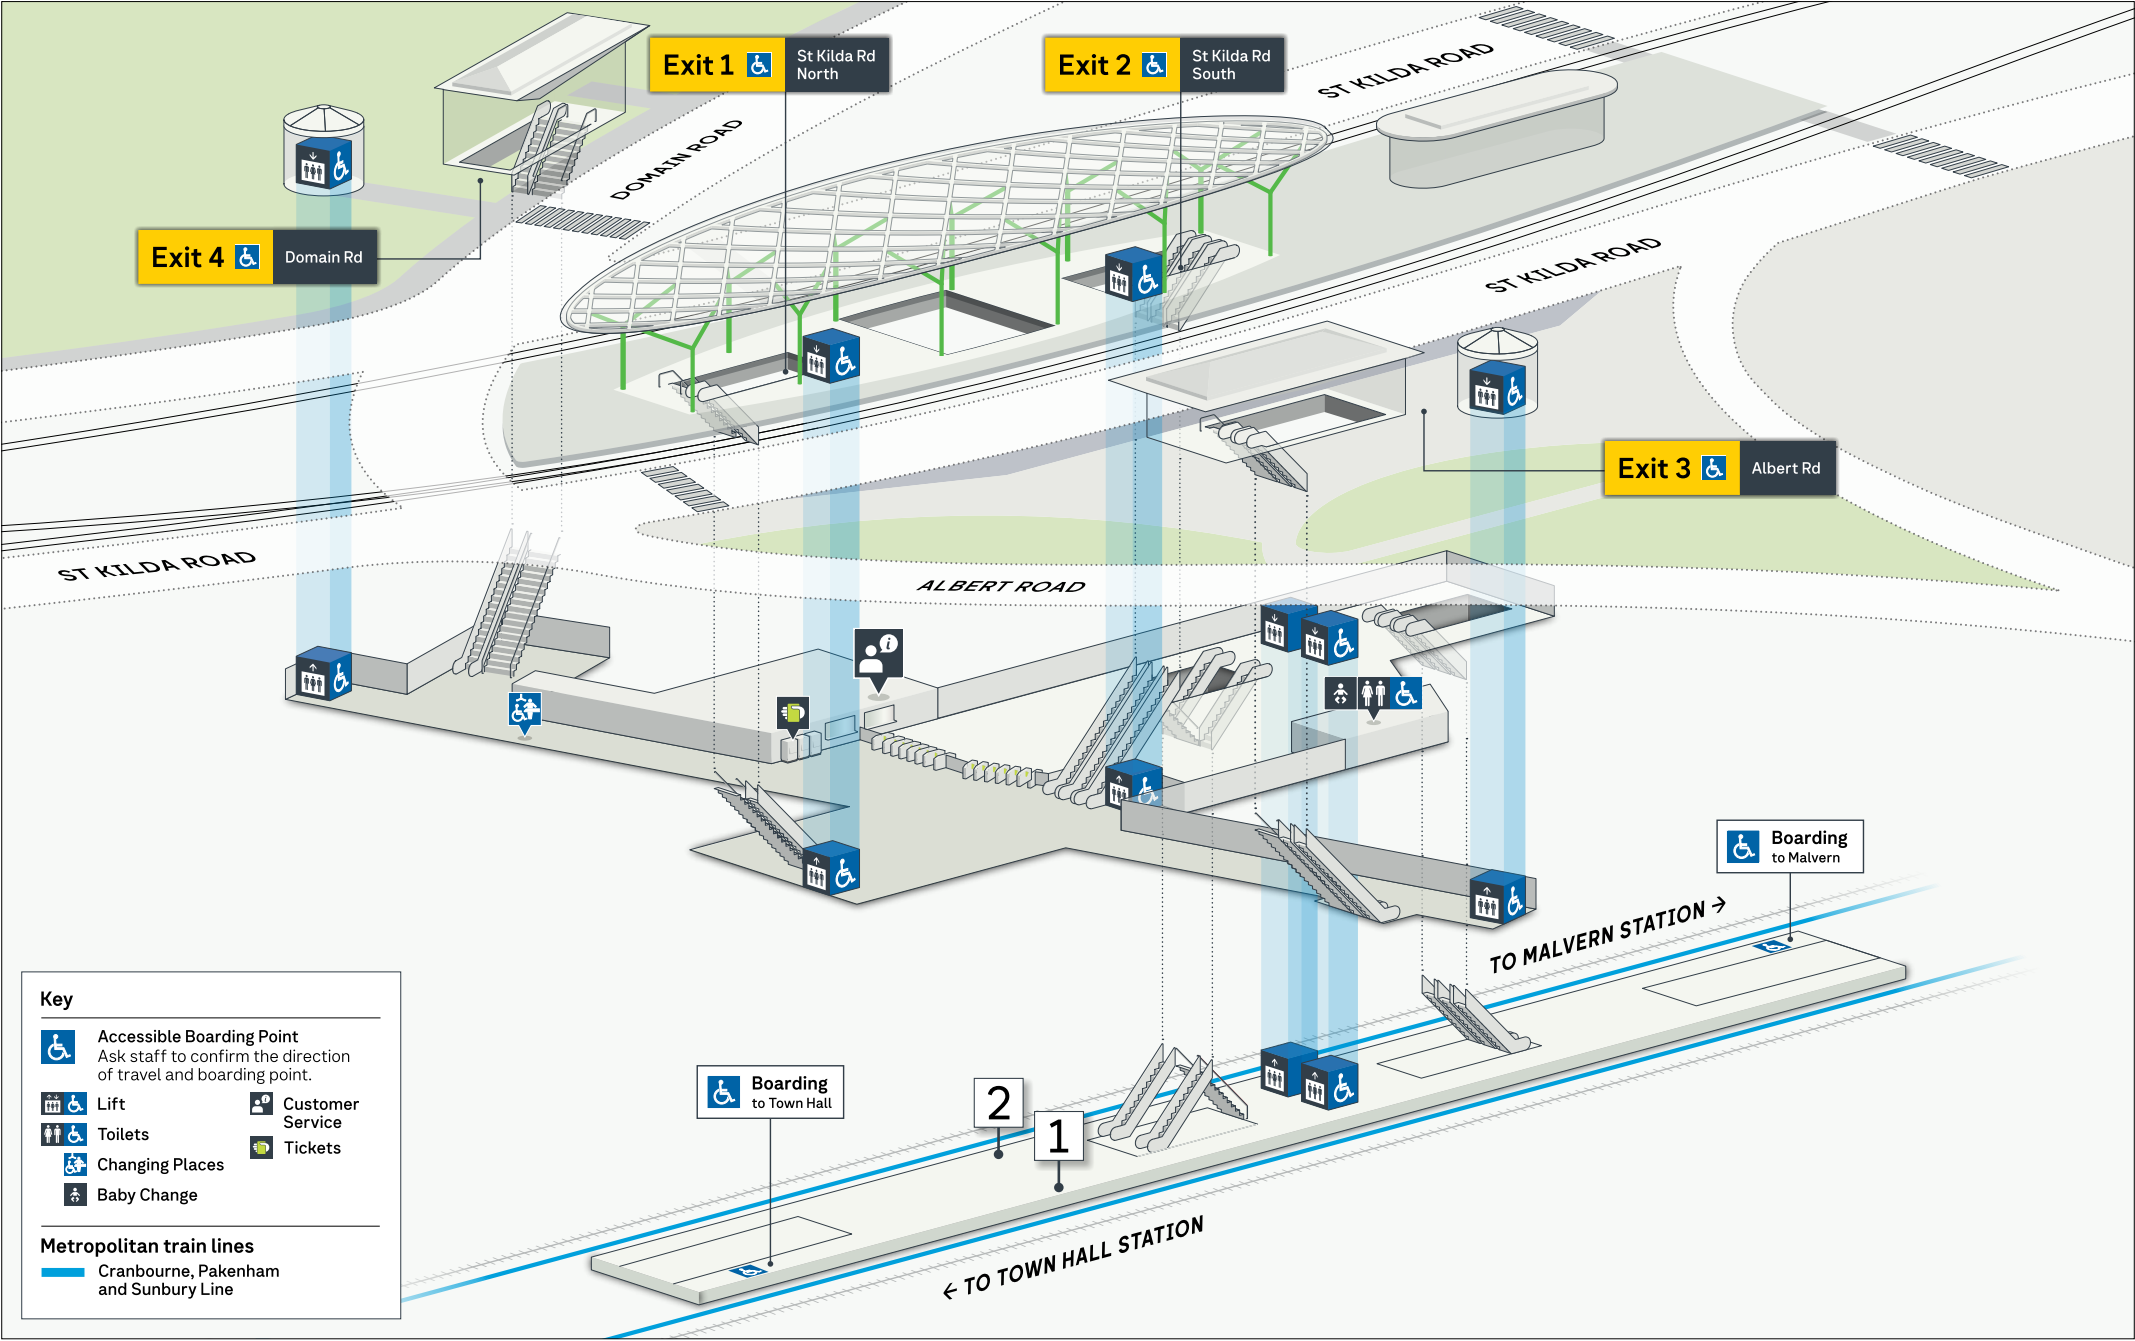 Exit 1
St Kilda Rd
North
Exit 2
St Kilda Rd
South
ST KILDA ROAD
DOMAIN ROAD
Exit 4
Domain Rd
ST KILDA ROAD
Exit 3
Albert Rd
ST KILDA ROAD
ALBERT ROAD
i
Boarding
to Malvern
TO MALVERN STATION →
Boarding
to Town Hall
2
1
← TO TOWN HALL STATION
Key
Accessible Boarding Point
Ask staff to confirm the direction
of travel and boarding point.
Lift
Toilets
Changing Places
Baby Change
Customer
Service
Tickets
Metropolitan train lines
Cranbourne, Pakenham
and Sunbury Line